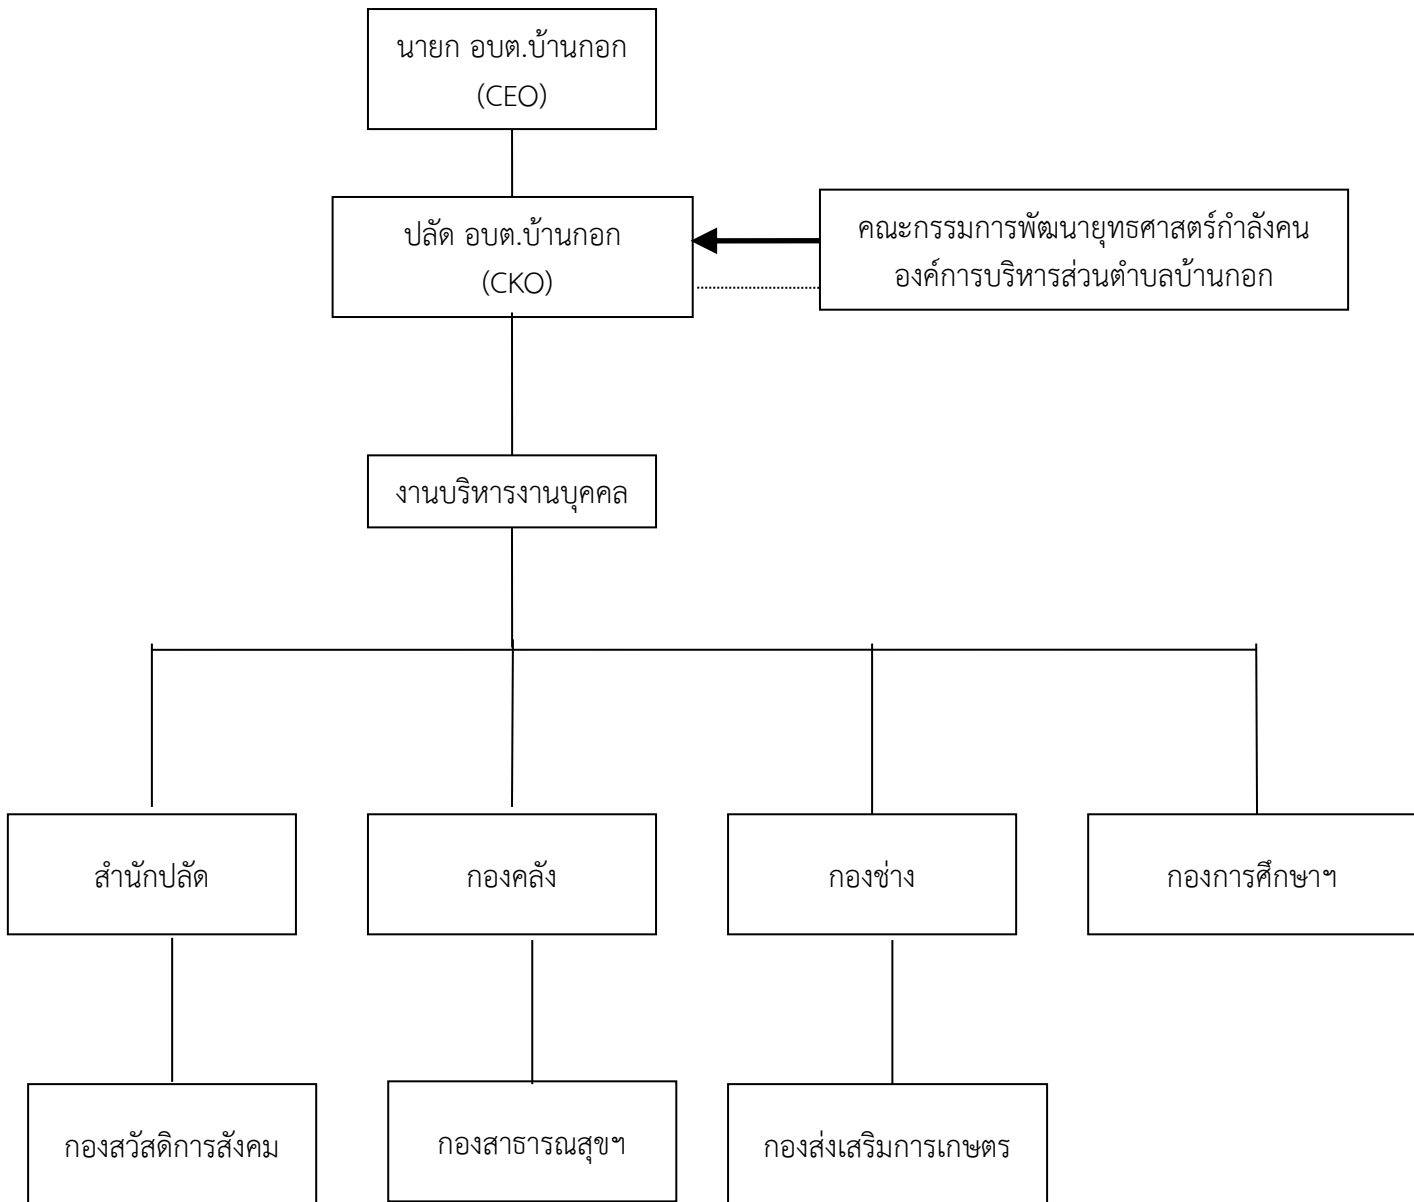 นายก อบต.บ้านกอก
(CEO)
ปลัด อบต.บ้านกอก
(CKO)
คณะกรรมการพัฒนายุทธศาสตร์กำลังคน
องค์การบริหารส่วนตำบลบ้านกอก
งานบริหารงานบุคคล
สำนักปลัด
กองคลัง
กองช่าง
กองการศึกษาฯ
กองสวัสดิการสังคม
กองสาธารณสุขฯ
กองส่งเสริมการเกษตร